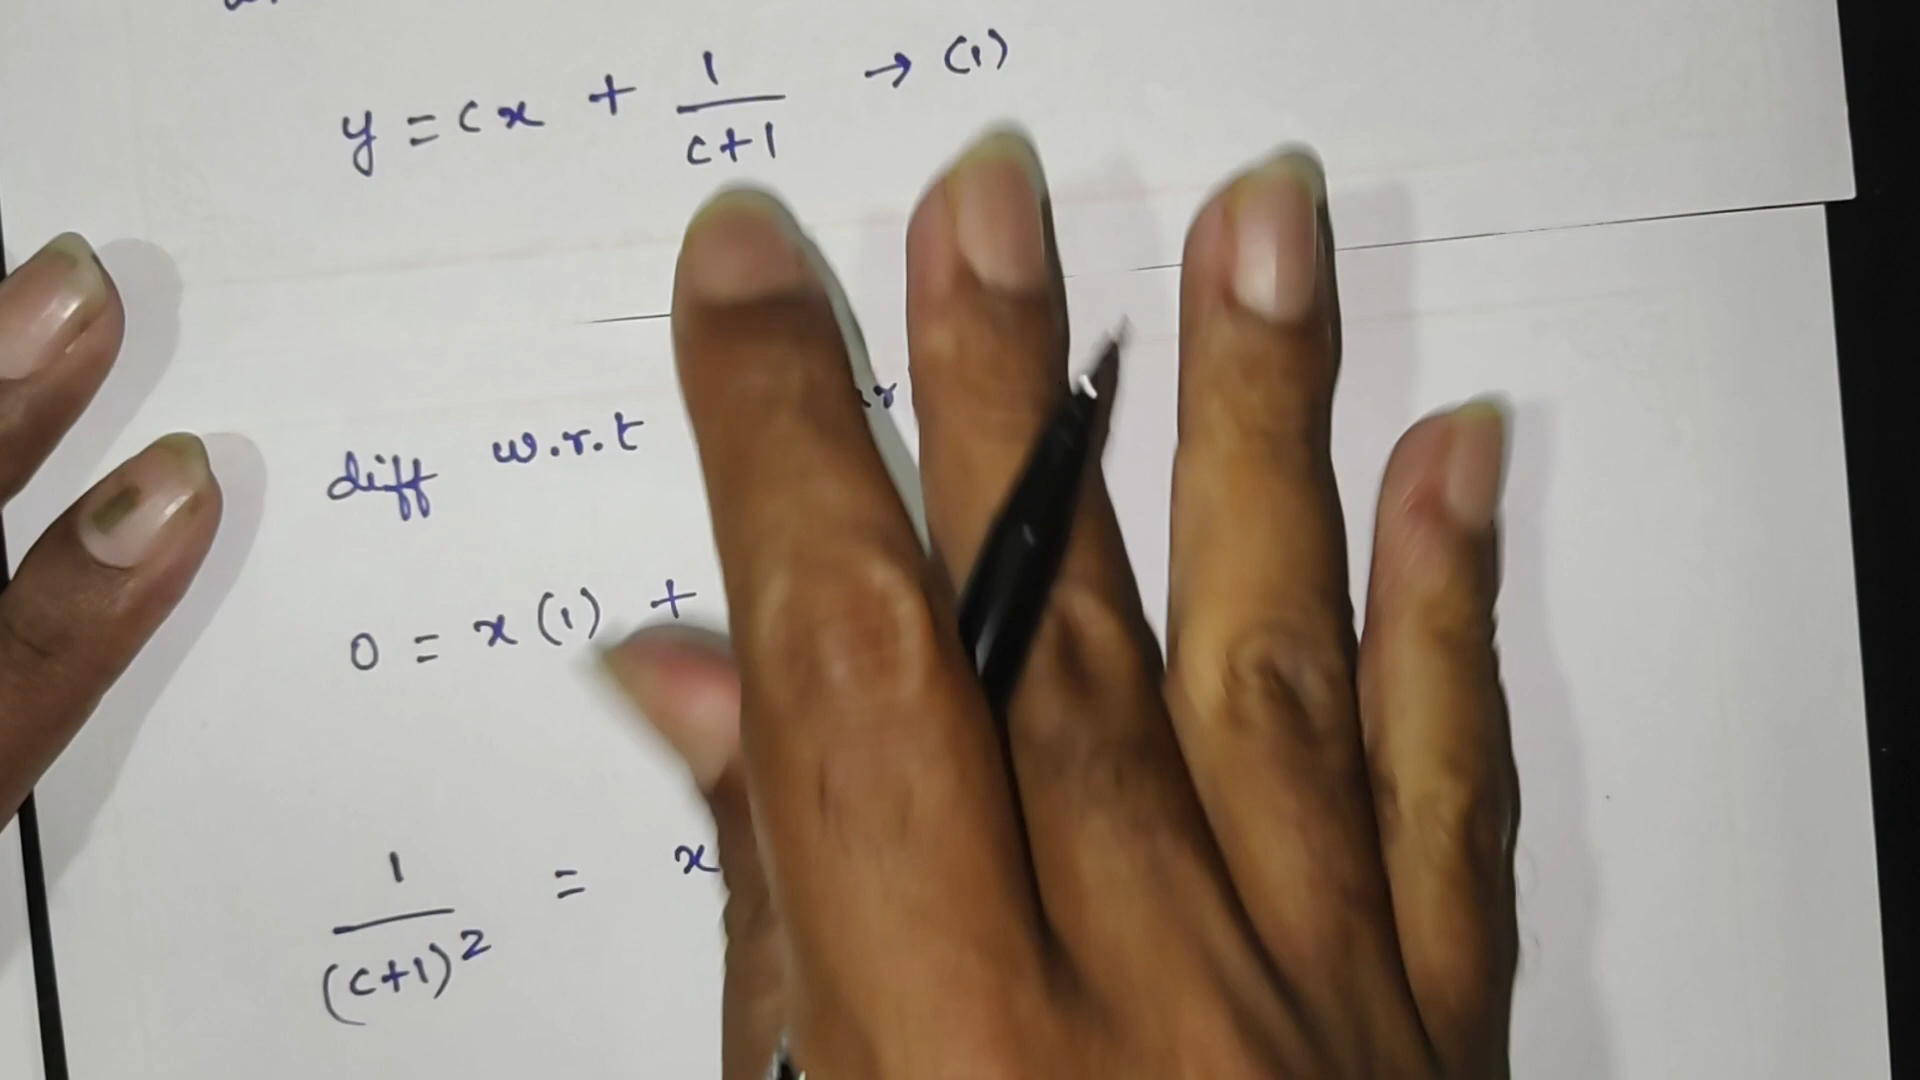 y = cx + 1/(c+1) → (1)
diff w.r.t
0 = x(1) +
1/(c+1)² = x